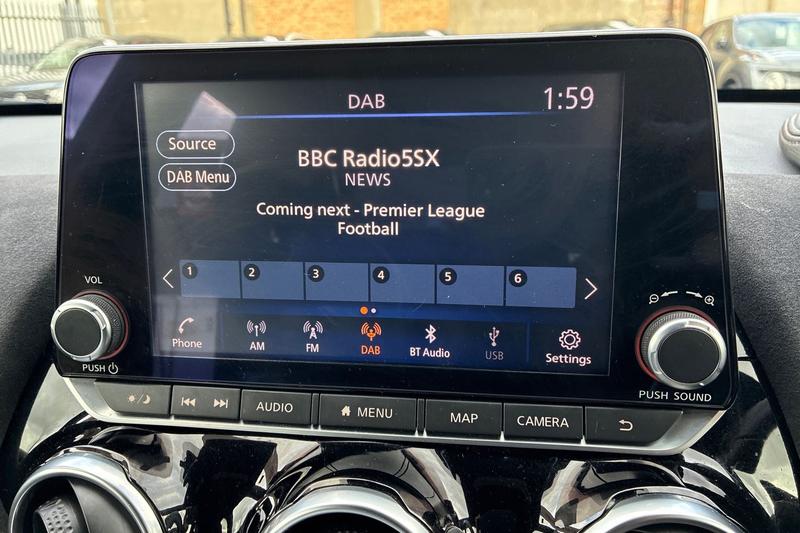 DAB
1:59
Source
DAB Menu
BBC Radio5SX
NEWS
Coming next - Premier League
Football
1 2 3 4 5 6
Phone
AM
FM
DAB
BT Audio
USB
Settings
VOL
PUSH
PUSH SOUND
AUDIO
MENU
MAP
CAMERA